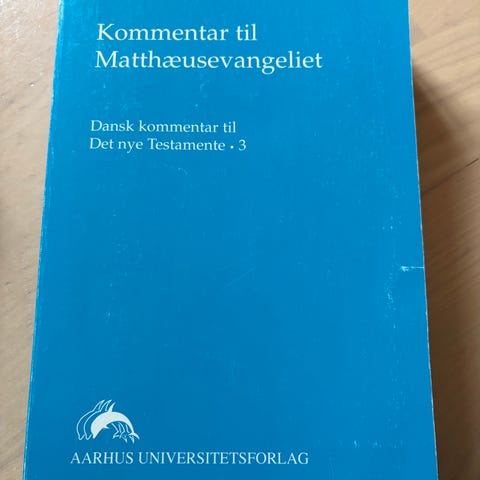 Kommentar til
Matthæusevangeliet
Dansk kommentar til
Det nye Testamente • 3
AARHUS UNIVERSITETSFORLAG